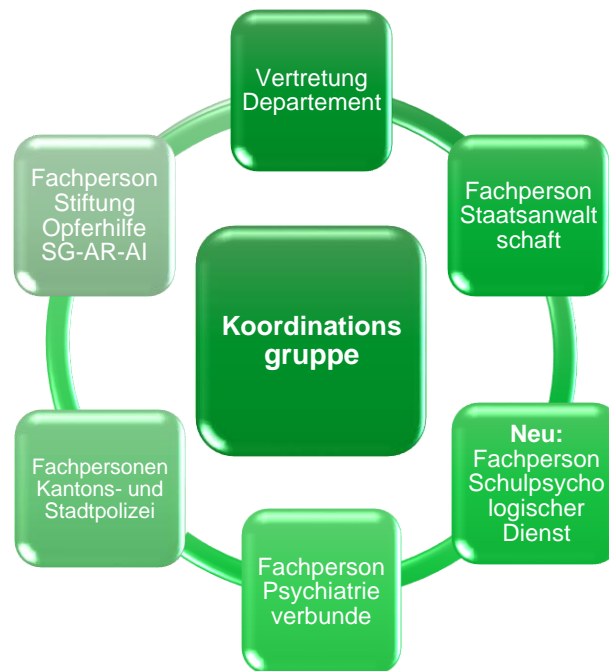 Vertretung
Departement
Fachperson
Staatsanwalt
schaft
Neu:
Fachperson
Schulpsycho
logischer
Dienst
Fachperson
Psychiatrie
verbunde
Fachpersonen
Kantons- und
Stadtpolizei
Fachperson
Stiftung
Opferhilfe
SG-AR-AI
Koordinations
gruppe